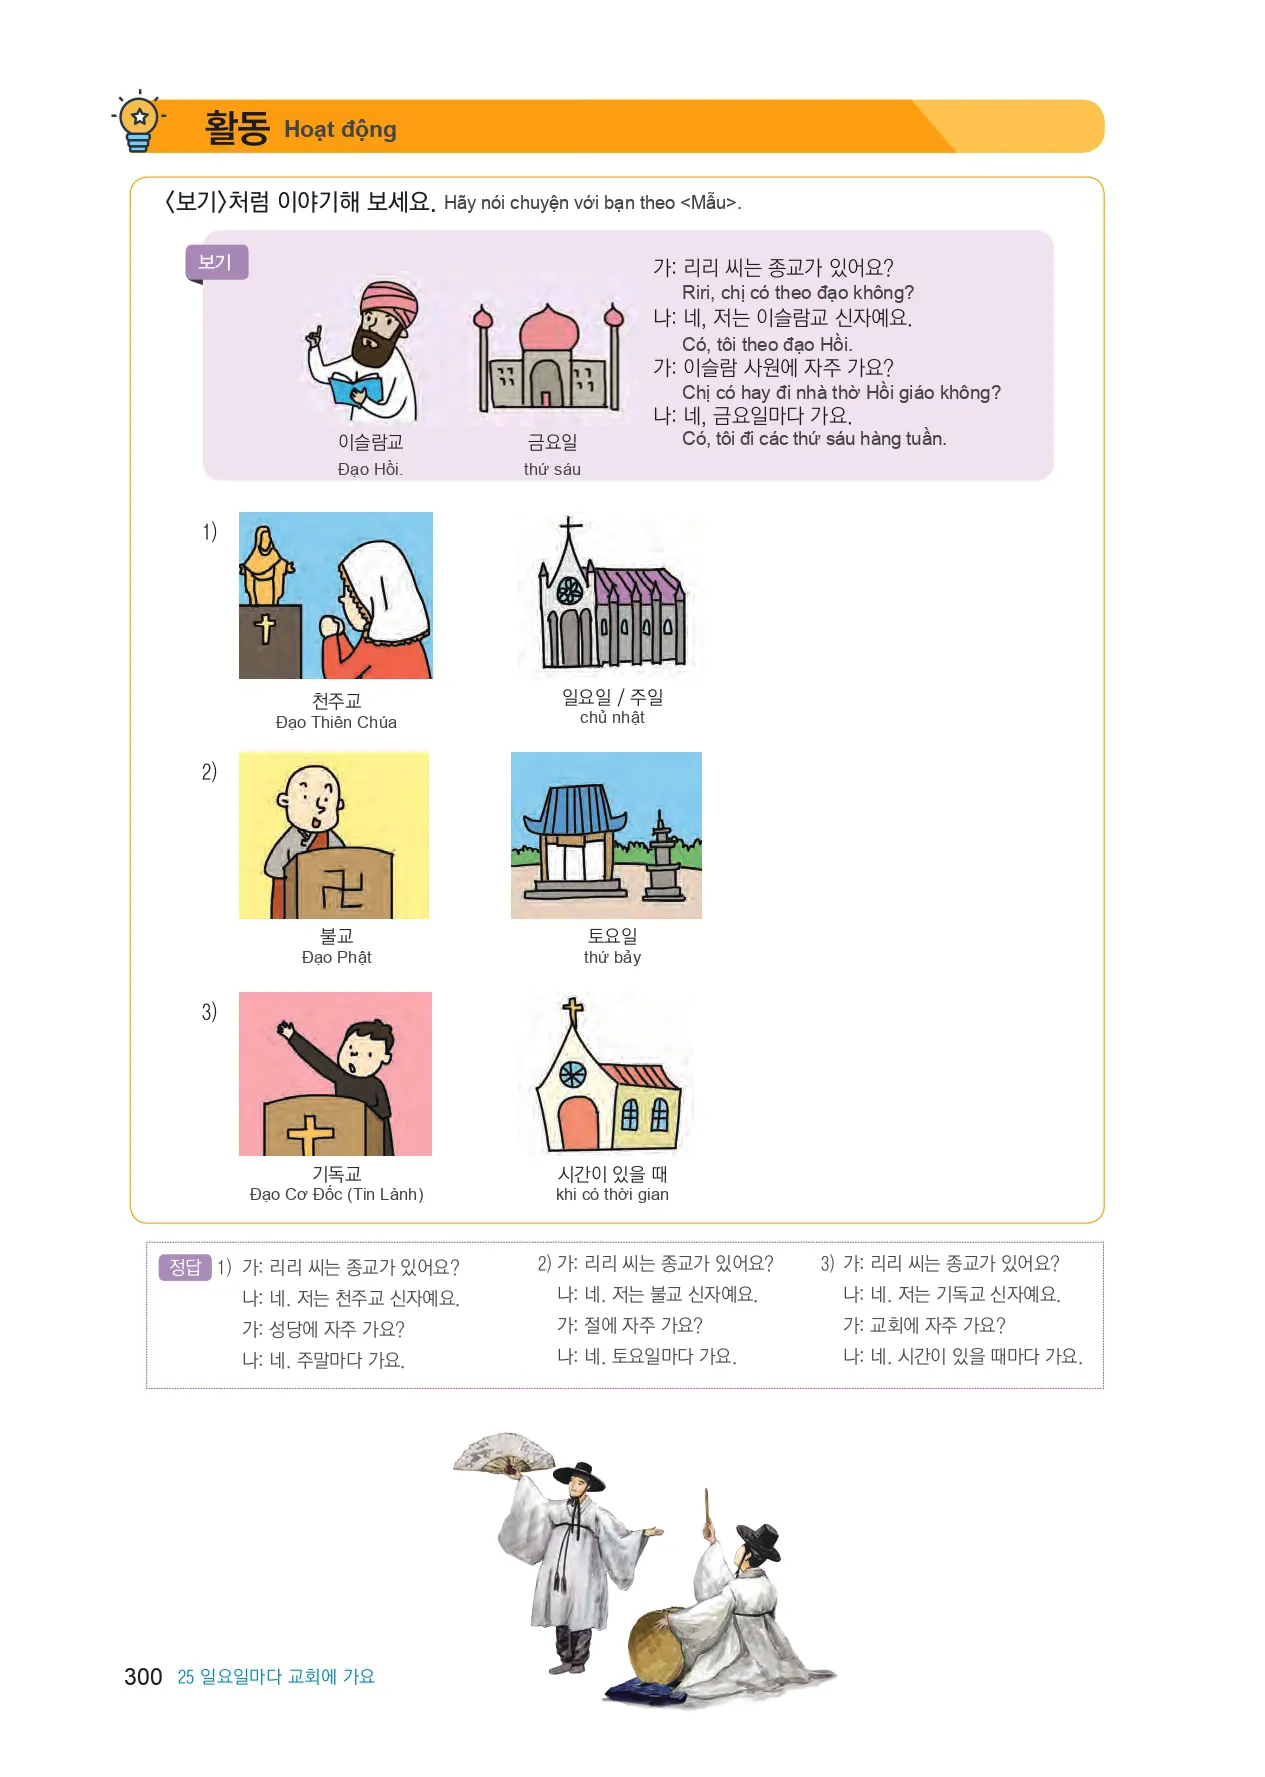 활동 Hoạt động
<보기>처럼 이야기해 보세요. Hãy nói chuyện với bạn theo <Mẫu>.
보기
가: 리리 씨는 종교가 있어요?
Riri, chị có theo đạo không?
나: 네, 저는 이슬람교 신자예요.
Có, tôi theo đạo Hồi.
가: 이슬람 사원에 자주 가요?
Chị có hay đi nhà thờ Hồi giáo không?
나: 네, 금요일마다 가요.
Có, tôi đi các thứ sáu hàng tuần.
이슬람교
Đạo Hồi.
금요일
thứ sáu
1)
천주교
Đạo Thiên Chúa
일요일 / 주일
chủ nhật
2)
卍
불교
Đạo Phật
토요일
thứ bảy
3)
기독교
Đạo Cơ Đốc (Tin Lành)
시간이 있을 때
khi có thời gian
정답
1) 가: 리리 씨는 종교가 있어요?
나: 네. 저는 천주교 신자예요.
가: 성당에 자주 가요?
나: 네. 주말마다 가요.
2) 가: 리리 씨는 종교가 있어요?
나: 네. 저는 불교 신자예요.
가: 절에 자주 가요?
나: 네. 토요일마다 가요.
3) 가: 리리 씨는 종교가 있어요?
나: 네. 저는 기독교 신자예요.
가: 교회에 자주 가요?
나: 네. 시간이 있을 때마다 가요.
300 25 일요일마다 교회에 가요